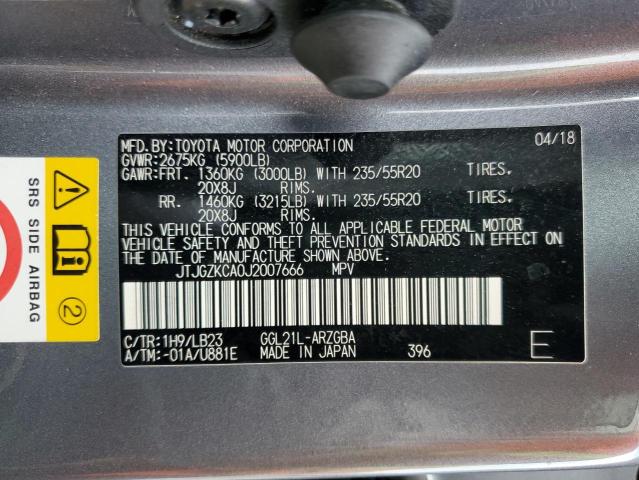 MFD.BY:TOYOTA MOTOR CORPORATION 04/18
GVWR:2675KG (5900LB)
GAWR:FRT. 1360KG (3000LB) WITH 235/55R20 TIRES.
20X8J RIMS.
RR. 1460KG (3215LB) WITH 235/55R20 TIRES.
20X8J RIMS.
THIS VEHICLE CONFORMS TO ALL APPLICABLE FEDERAL MOTOR
VEHICLE SAFETY AND THEFT PREVENTION STANDARDS IN EFFECT ON
THE DATE OF MANUFACTURE SHOWN ABOVE.
JTJGZKCA0J2007666 MPV
C/TR:1H9/LB23 GGL21L-ARZGBA
A/TM:-01A/U881E MADE IN JAPAN 396 E
SRS SIDE AIRBAG
2